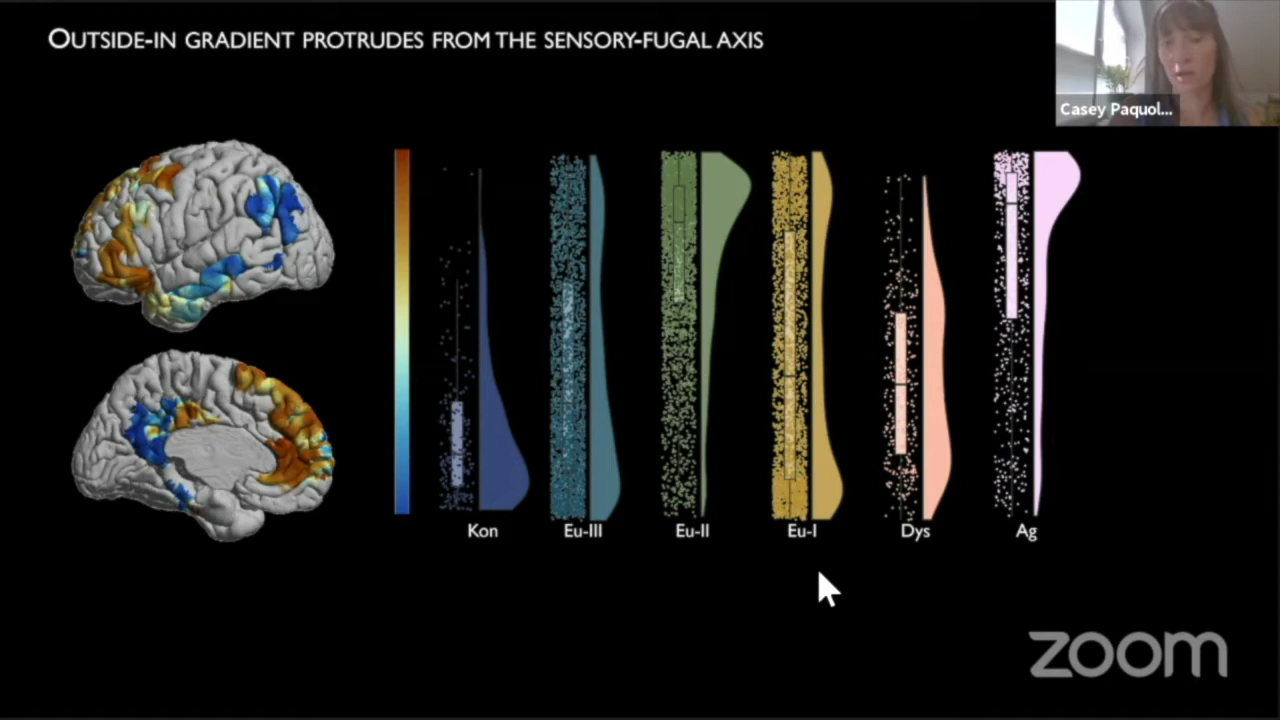 OUTSIDE-IN GRADIENT PROTRUDES FROM THE SENSORY-FUGAL AXIS
Casey Paquol...
Kon Eu-III Eu-II Eu-I Dys Ag
zoom